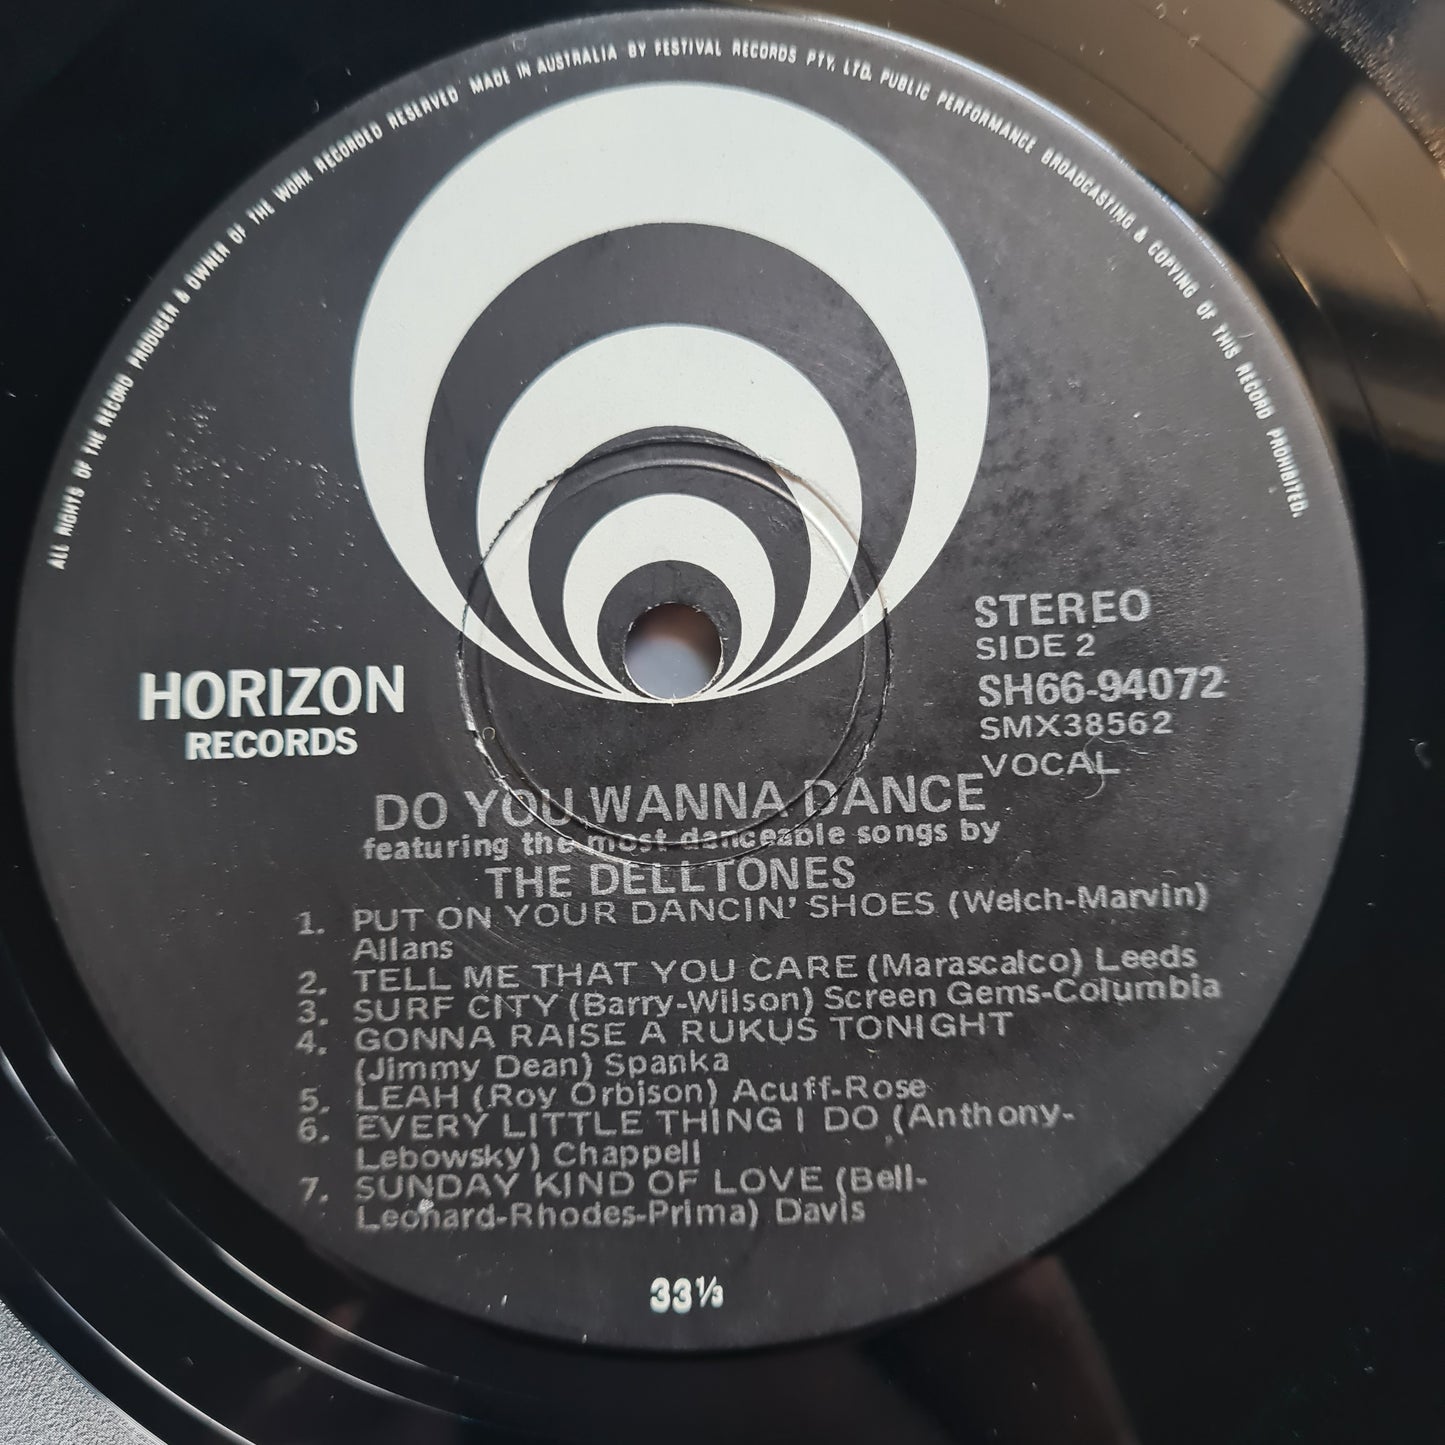 ALL RIGHTS OF THE RECORD PRODUCER & OWNER OF THE WORK RECORDED RESERVED MADE IN AUSTRALIA BY FESTIVAL RECORDS PTY. LTD. PUBLIC PERFORMANCE BROADCASTING & COPYING OF THIS RECORD PROHIBITED.
HORIZON
RECORDS
STEREO
SIDE 2
SH66-94072
SMX38562
VOCAL
DO YOU WANNA DANCE
featuring the most danceable songs by
THE DELLTONES
1. PUT ON YOUR DANCIN' SHOES (Welch-Marvin)
Allans
2. TELL ME THAT YOU CARE (Marascalco) Leeds
3. SURF CITY (Barry-Wilson) Screen Gems-Columbia
4. GONNA RAISE A RUKUS TONIGHT
(Jimmy Dean) Spanka
5. LEAH (Roy Orbison) Acuff-Rose
6. EVERY LITTLE THING I DO (Anthony-
Lebowsky) Chappell
7. SUNDAY KIND OF LOVE (Bell-
Leonard-Rhodes-Prima) Davis
33⅓